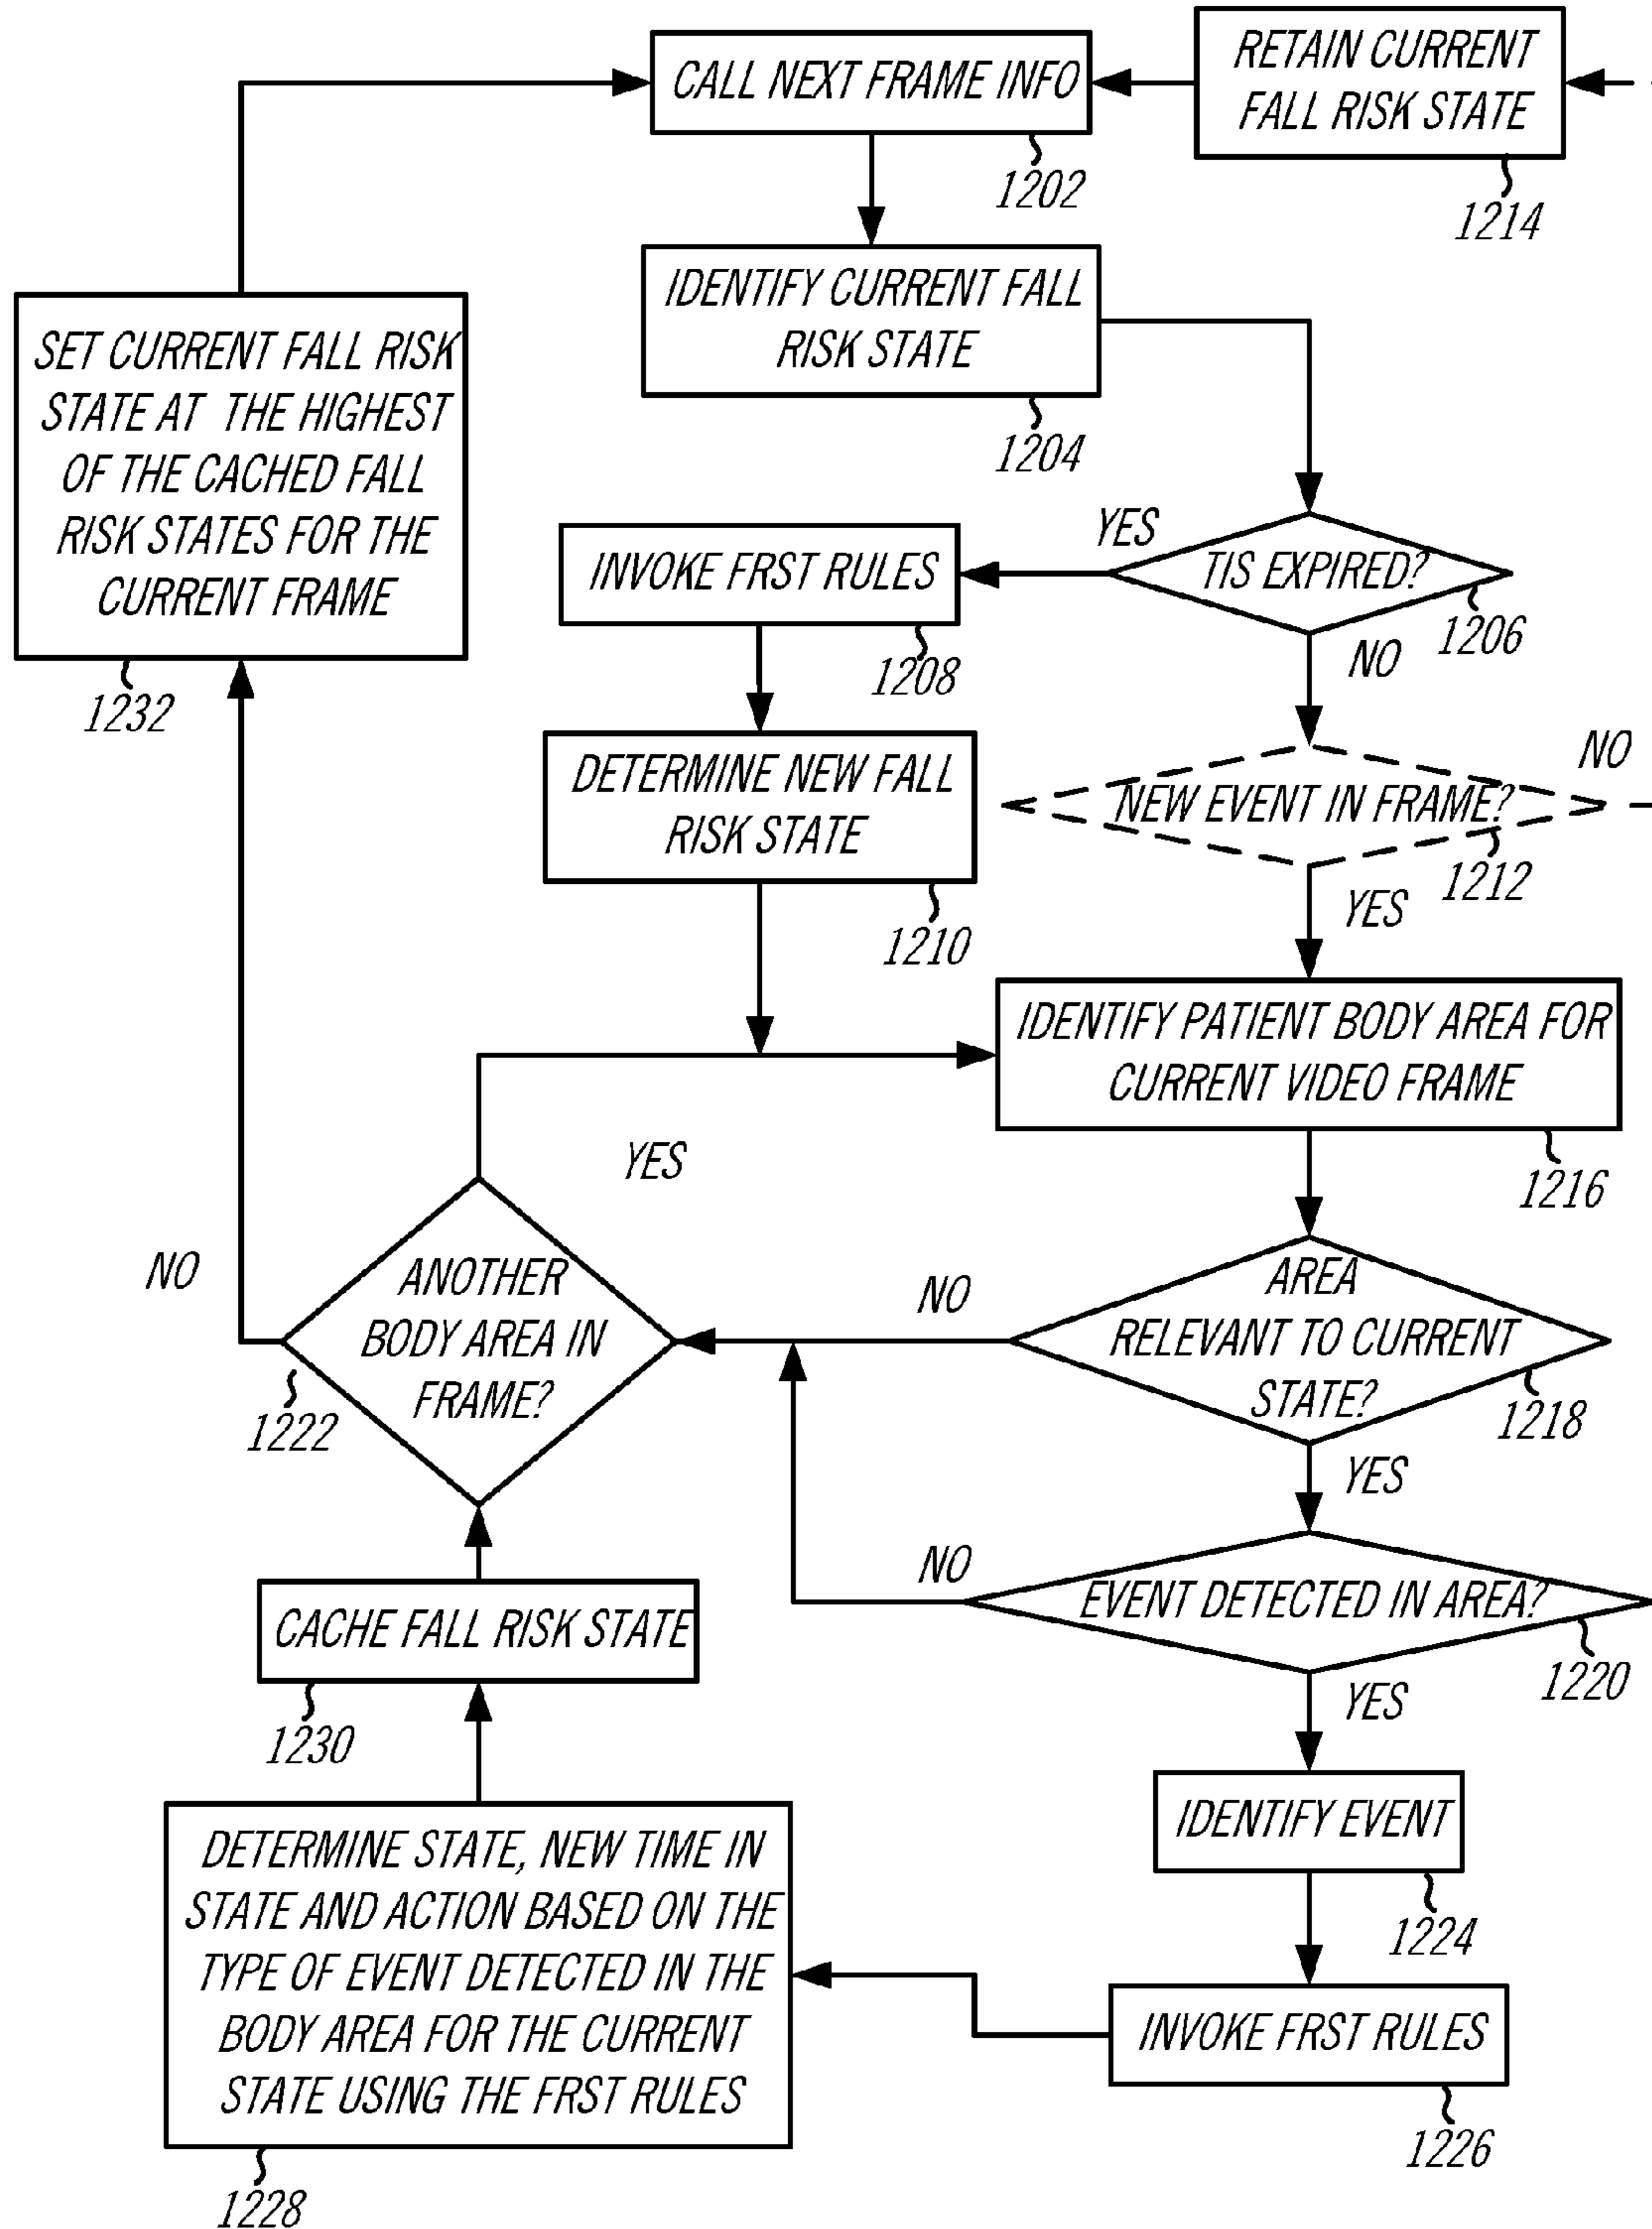 CALL NEXT FRAME INFO
1202
RETAIN CURRENT
FALL RISK STATE
1214
IDENTIFY CURRENT FALL
RISK STATE
1204
SET CURRENT FALL RISK
STATE AT THE HIGHEST
OF THE CACHED FALL
RISK STATES FOR THE
CURRENT FRAME
1232
YES
TIS EXPIRED?
1206
NO
INVOKE FRST RULES
1208
DETERMINE NEW FALL
RISK STATE
1210
NO
NEW EVENT IN FRAME?
1212
YES
IDENTIFY PATIENT BODY AREA FOR
CURRENT VIDEO FRAME
1216
YES
NO
ANOTHER
BODY AREA IN
FRAME?
1222
NO
AREA
RELEVANT TO CURRENT
STATE?
1218
YES
NO
EVENT DETECTED IN AREA?
1220
YES
CACHE FALL RISK STATE
1230
IDENTIFY EVENT
1224
DETERMINE STATE, NEW TIME IN
STATE AND ACTION BASED ON THE
TYPE OF EVENT DETECTED IN THE
BODY AREA FOR THE CURRENT
STATE USING THE FRST RULES
1228
INVOKE FRST RULES
1226